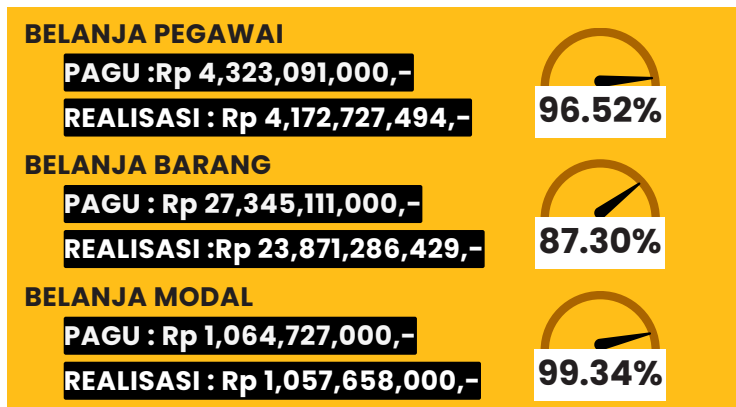 BELANJA PEGAWAI
PAGU :Rp 4,323,091,000,-
REALISASI : Rp 4,172,727,494,-
96.52%
BELANJA BARANG
PAGU : Rp 27,345,111,000,-
REALISASI :Rp 23,871,286,429,-
87.30%
BELANJA MODAL
PAGU : Rp 1,064,727,000,-
REALISASI : Rp 1,057,658,000,-
99.34%